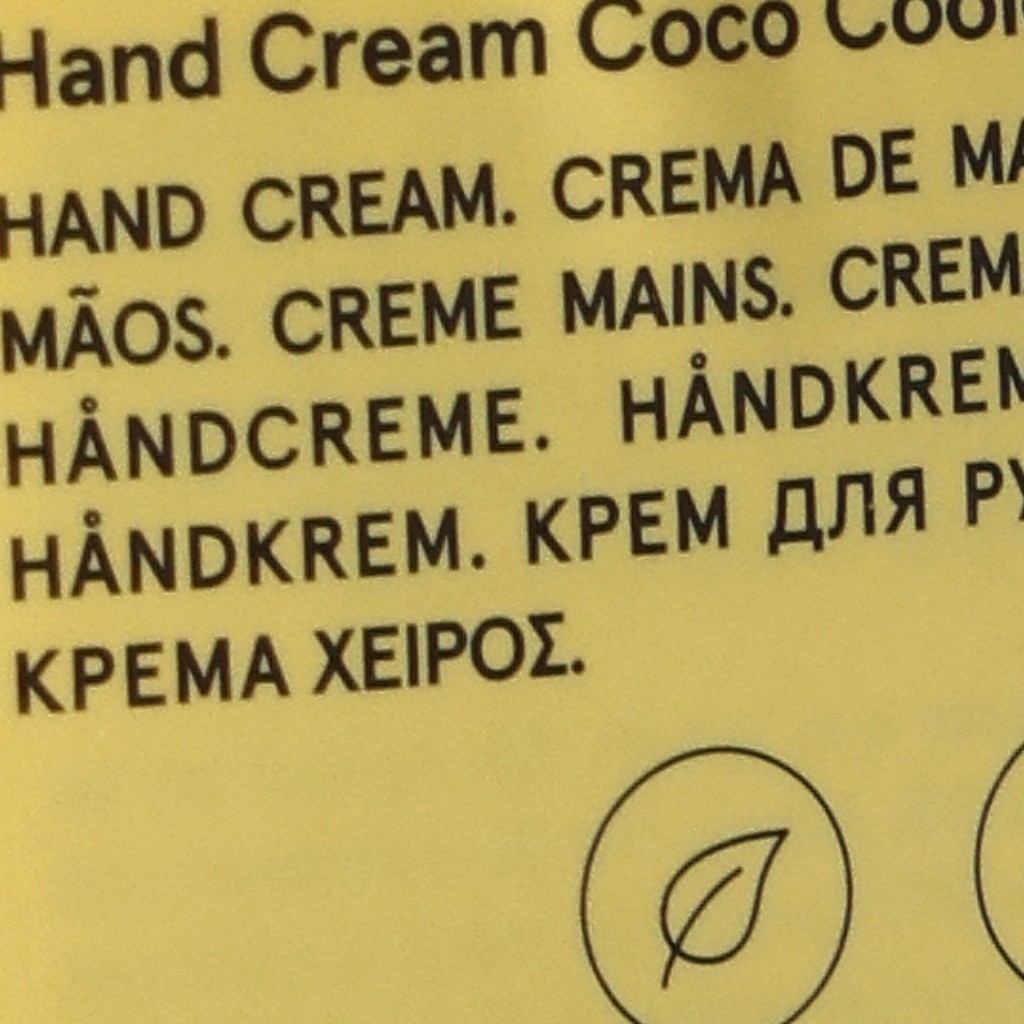 Hand Cream Coco
HAND CREAM. CREMA DE
MÃOS. CREME MAINS.
HÅNDCREME.
HÅNDKREM. КРЕМ ДЛЯ
ΚΡΕΜΑ ΧΕΙΡΟΣ.